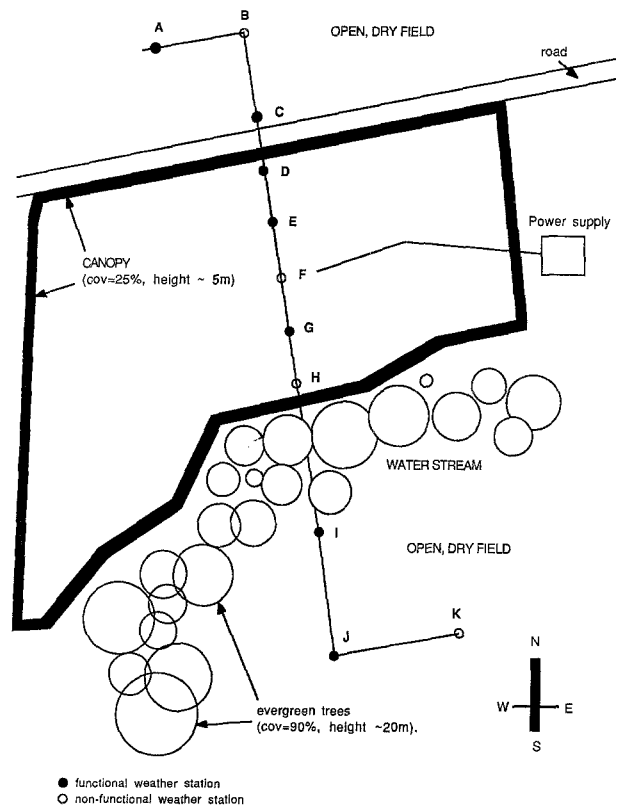 A
B
OPEN, DRY FIELD
road
C
D
E
Power supply
CANOPY
(cov=25%, height ~ 5m)
F
G
H
WATER STREAM
I
OPEN, DRY FIELD
K
J
N
W E
S
evergreen trees
(cov=90%, height ~20m).
functional weather station
non-functional weather station